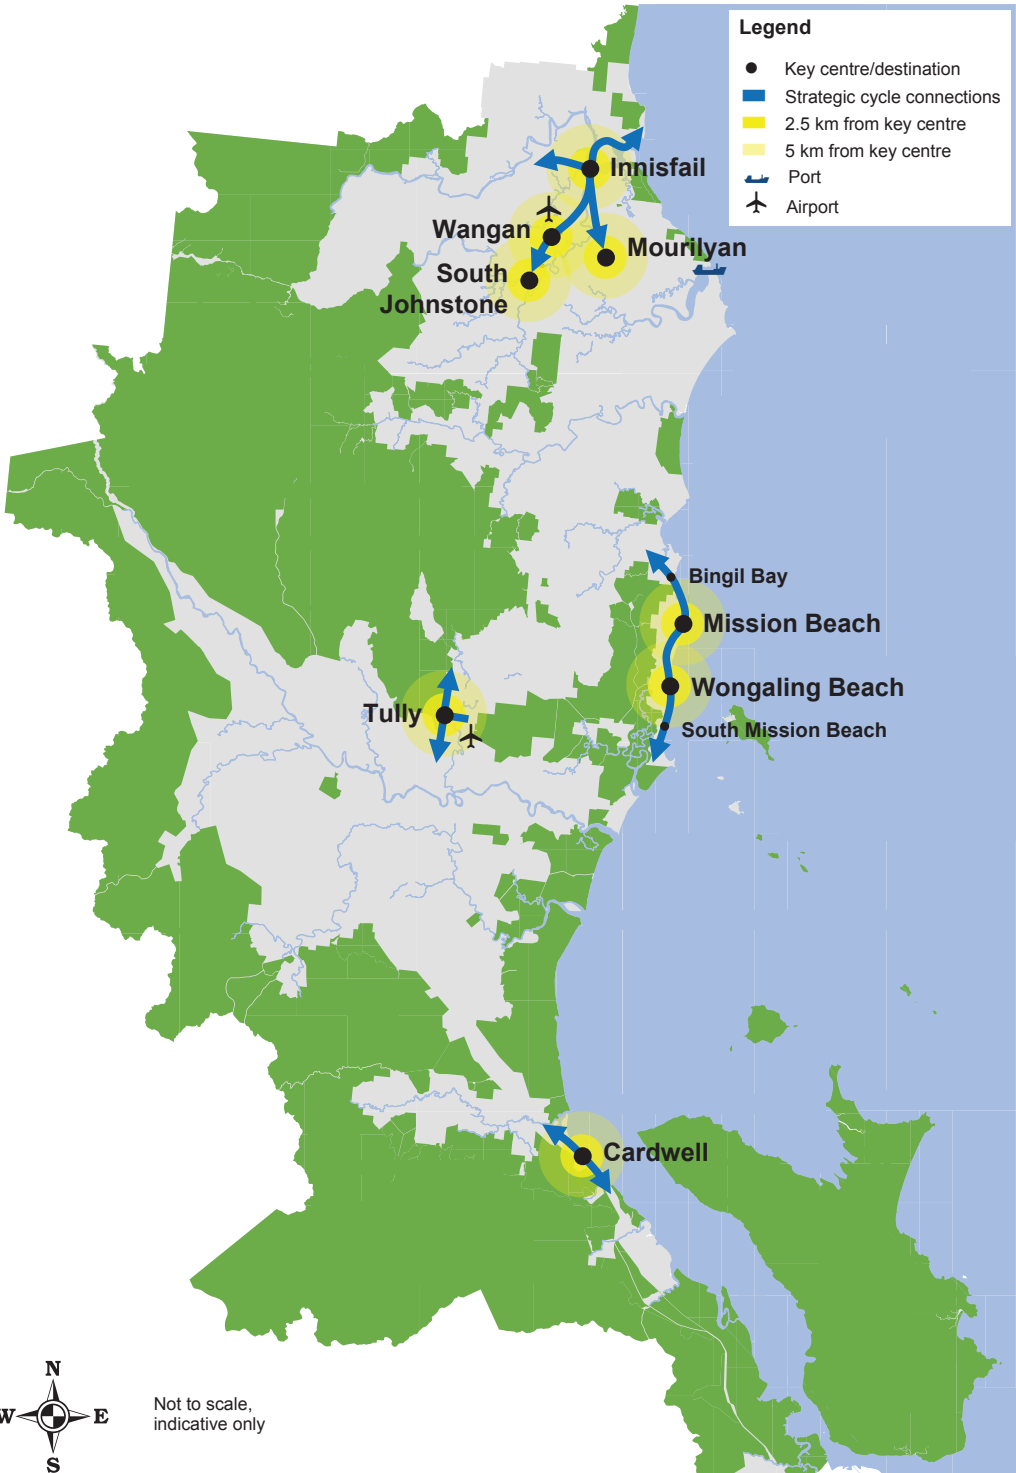 Legend
Key centre/destination
Strategic cycle connections
2.5 km from key centre
5 km from key centre
Port
Airport
Innisfail
Wangan
Mourilyan
South
Johnstone
Bingil Bay
Mission Beach
Wongaling Beach
Tully
South Mission Beach
Cardwell
N
W
E
S
Not to scale,
indicative only